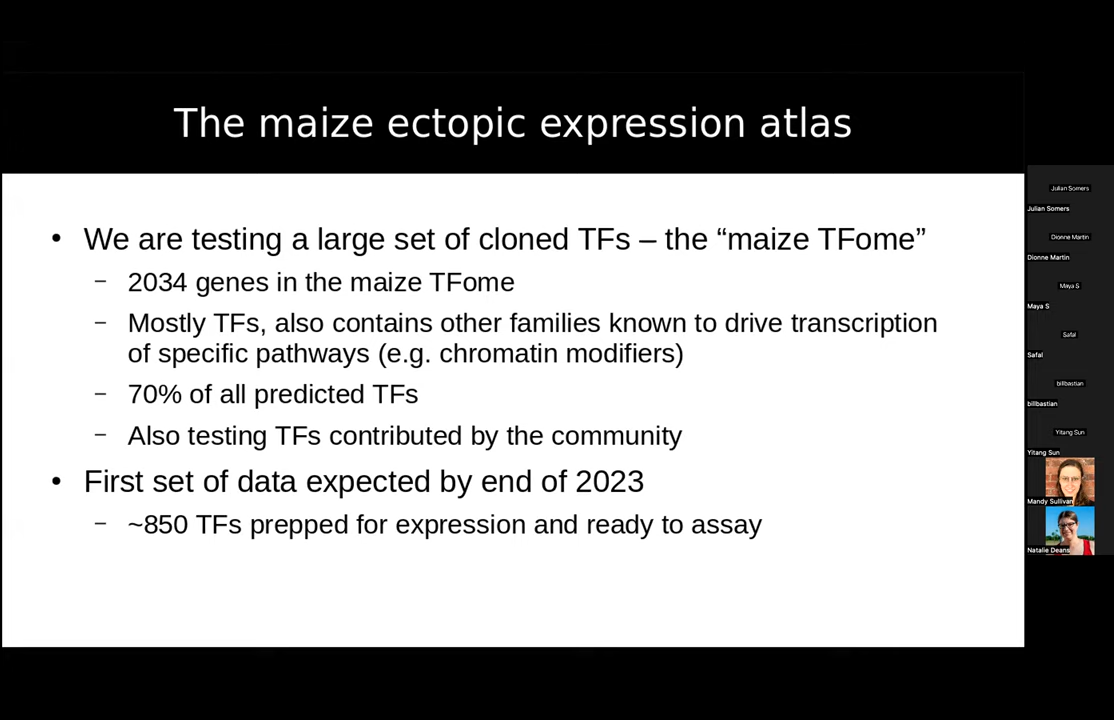 The maize ectopic expression atlas
• We are testing a large set of cloned TFs – the “maize TFome”
– 2034 genes in the maize TFome
– Mostly TFs, also contains other families known to drive transcription
of specific pathways (e.g. chromatin modifiers)
– 70% of all predicted TFs
– Also testing TFs contributed by the community
• First set of data expected by end of 2023
– ~850 TFs prepped for expression and ready to assay
Julian Somers
Julian Somers
Dionne Martin
Dionne Martin
Maya S
Maya S
Safal
Safal
billbastian
billbastian
Yitang Sun
Yitang Sun
Mandy Sullivan
Natalie Deans